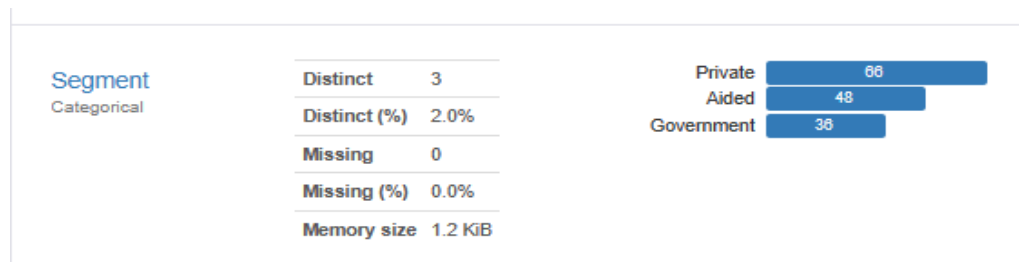 Segment
Categorical
Distinct 3
Distinct (%) 2.0%
Missing 0
Missing (%) 0.0%
Memory size 1.2 KiB
Private 66
Aided 48
Government 36